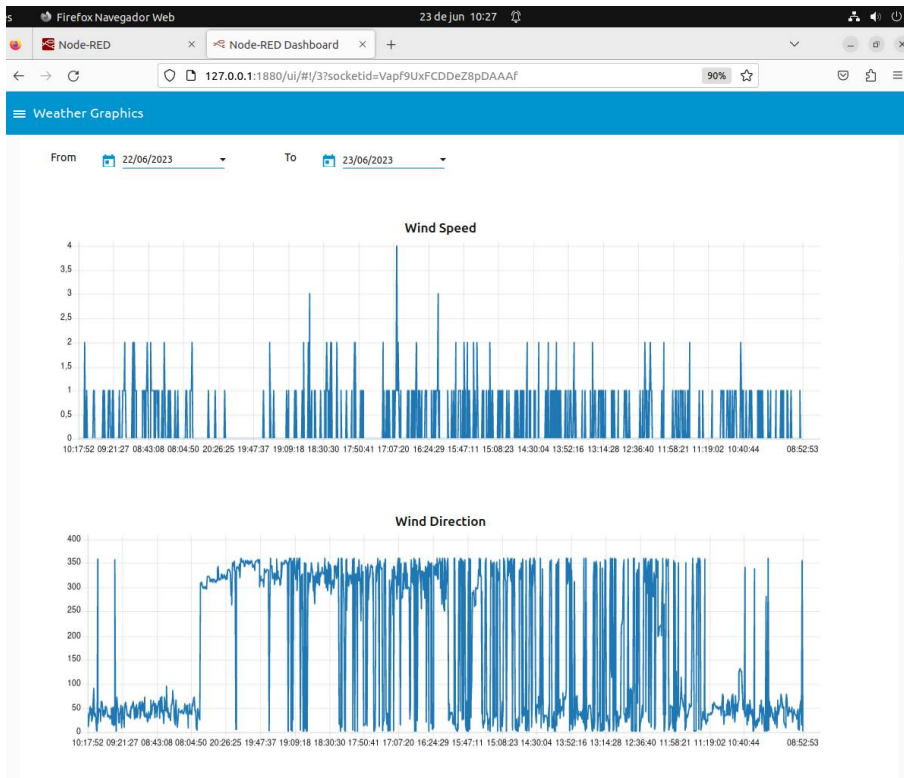 es Firefox Navegador Web 23 de jun 10:27
Node-RED × Node-RED Dashboard × +
127.0.0.1:1880/ui/#!/3?socketid=Vapf9UxFCDDeZ8pDAAAf 90%
Weather Graphics
From 22/06/2023 To 23/06/2023
Wind Speed
4
3,5
3
2,5
2
1,5
1
0,5
0
10:17:52 09:21:27 08:43:08 08:04:50 20:26:25 19:47:37 19:09:18 18:30:30 17:50:41 17:07:20 16:24:29 15:47:11 15:08:23 14:30:04 13:52:16 13:14:28 12:36:40 11:58:21 11:19:02 10:40:44 08:52:53
Wind Direction
400
350
300
250
200
150
100
50
0
10:17:52 09:21:27 08:43:08 08:04:50 20:26:25 19:47:37 19:09:18 18:30:30 17:50:41 17:07:20 16:24:29 15:47:11 15:08:23 14:30:04 13:52:16 13:14:28 12:36:40 11:58:21 11:19:02 10:40:44 08:52:53